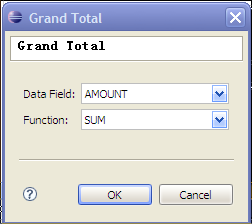 Grand Total
Grand Total
Data Field: AMOUNT
Function: SUM
? OK Cancel